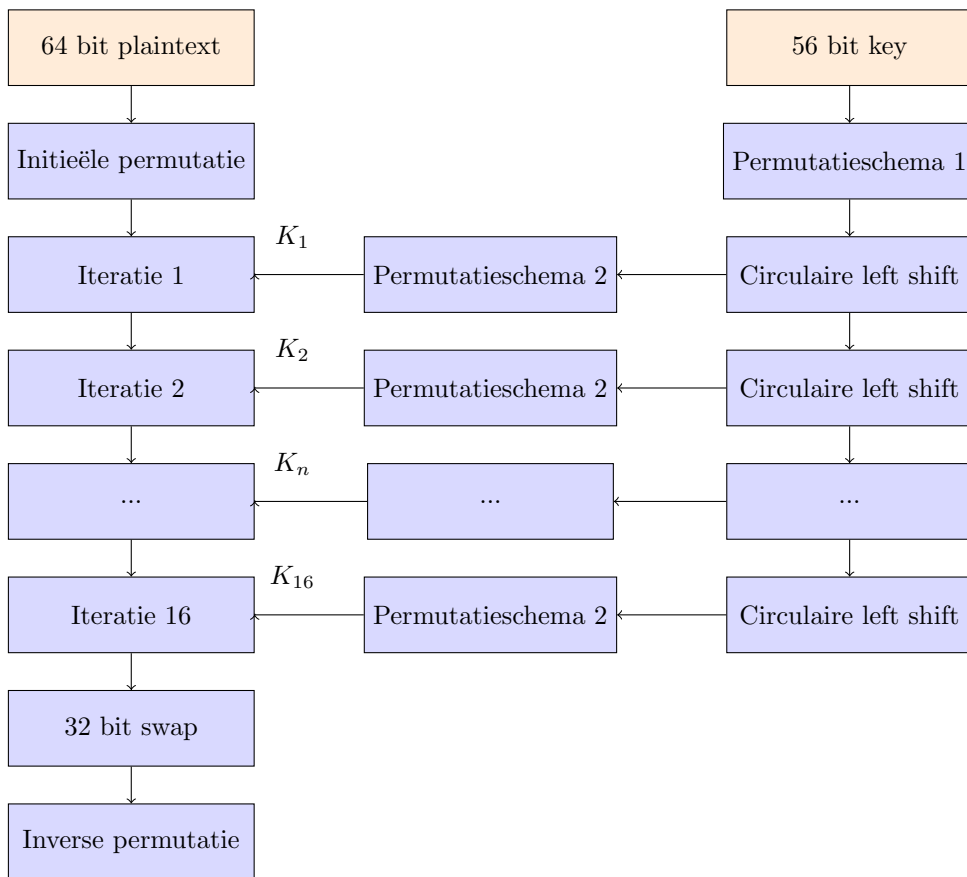 64 bit plaintext
56 bit key
Initieële permutatie
Permutatieschema 1
K1
Iteratie 1
Permutatieschema 2
Circulaire left shift
K2
Iteratie 2
Permutatieschema 2
Circulaire left shift
Kn
...
...
...
K16
Iteratie 16
Permutatieschema 2
Circulaire left shift
32 bit swap
Inverse permutatie